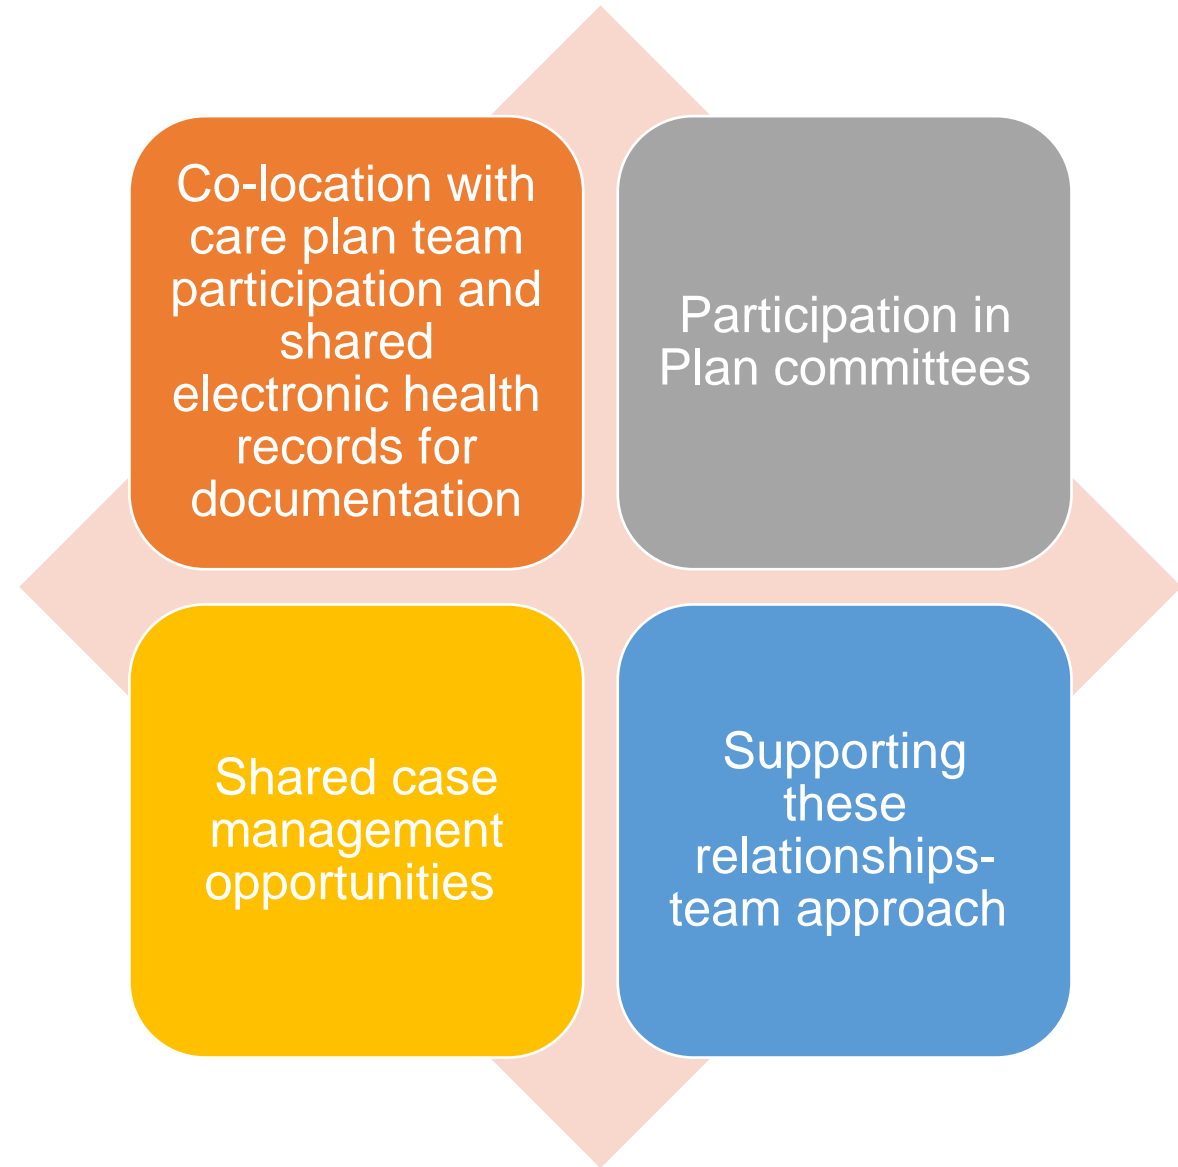 Co-location with
care plan team
participation and
shared
electronic health
records for
documentation
Participation in
Plan committees
Shared case
management
opportunities
Supporting
these
relationships-
team approach